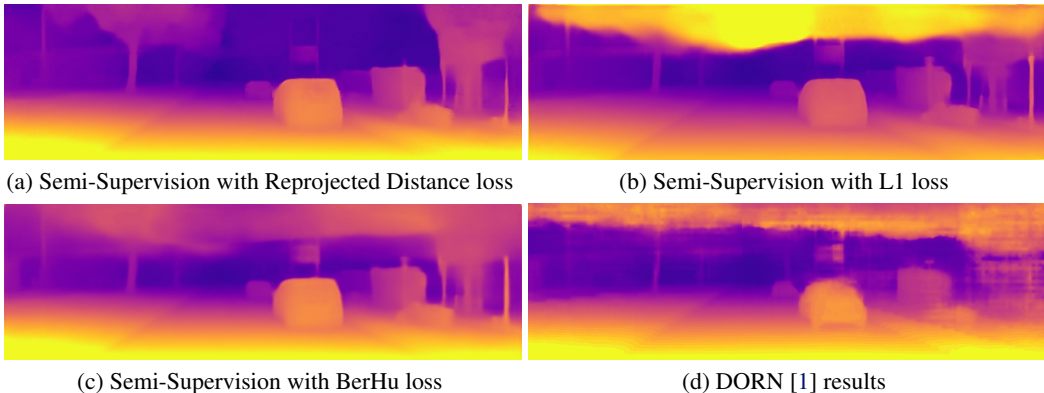 (a) Semi-Supervision with Reprojected Distance loss
(b) Semi-Supervision with L1 loss
(c) Semi-Supervision with BerHu loss
(d) DORN [1] results